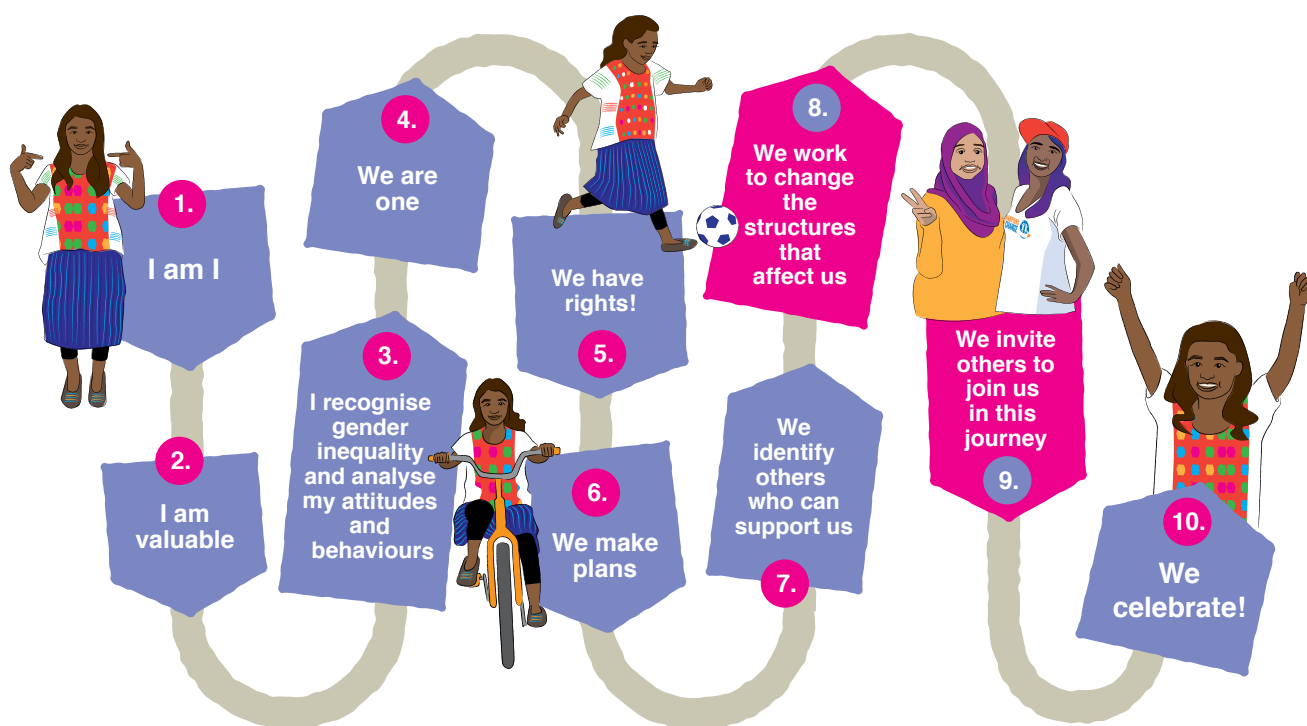 1.
I am I
2.
I am
valuable
3.
I recognise
gender
inequality
and analyse
my attitudes
and
behaviours
4.
We are
one
We have
rights!
5.
6.
We make
plans
We
identify
others
who can
support us
7.
8.
We work
to change
the
structures
that
affect us
We invite
others to
join us
in this
journey
9.
10.
We
celebrate!